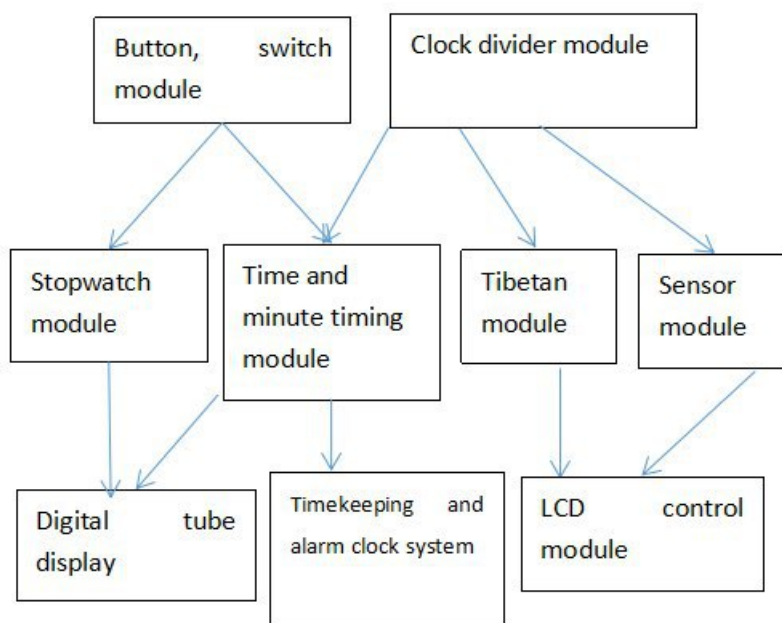 Button, switch
module
Clock divider module
Stopwatch
module
Time and
minute timing
module
Tibetan
module
Sensor
module
Digital tube
display
Timekeeping and
alarm clock system
LCD control
module